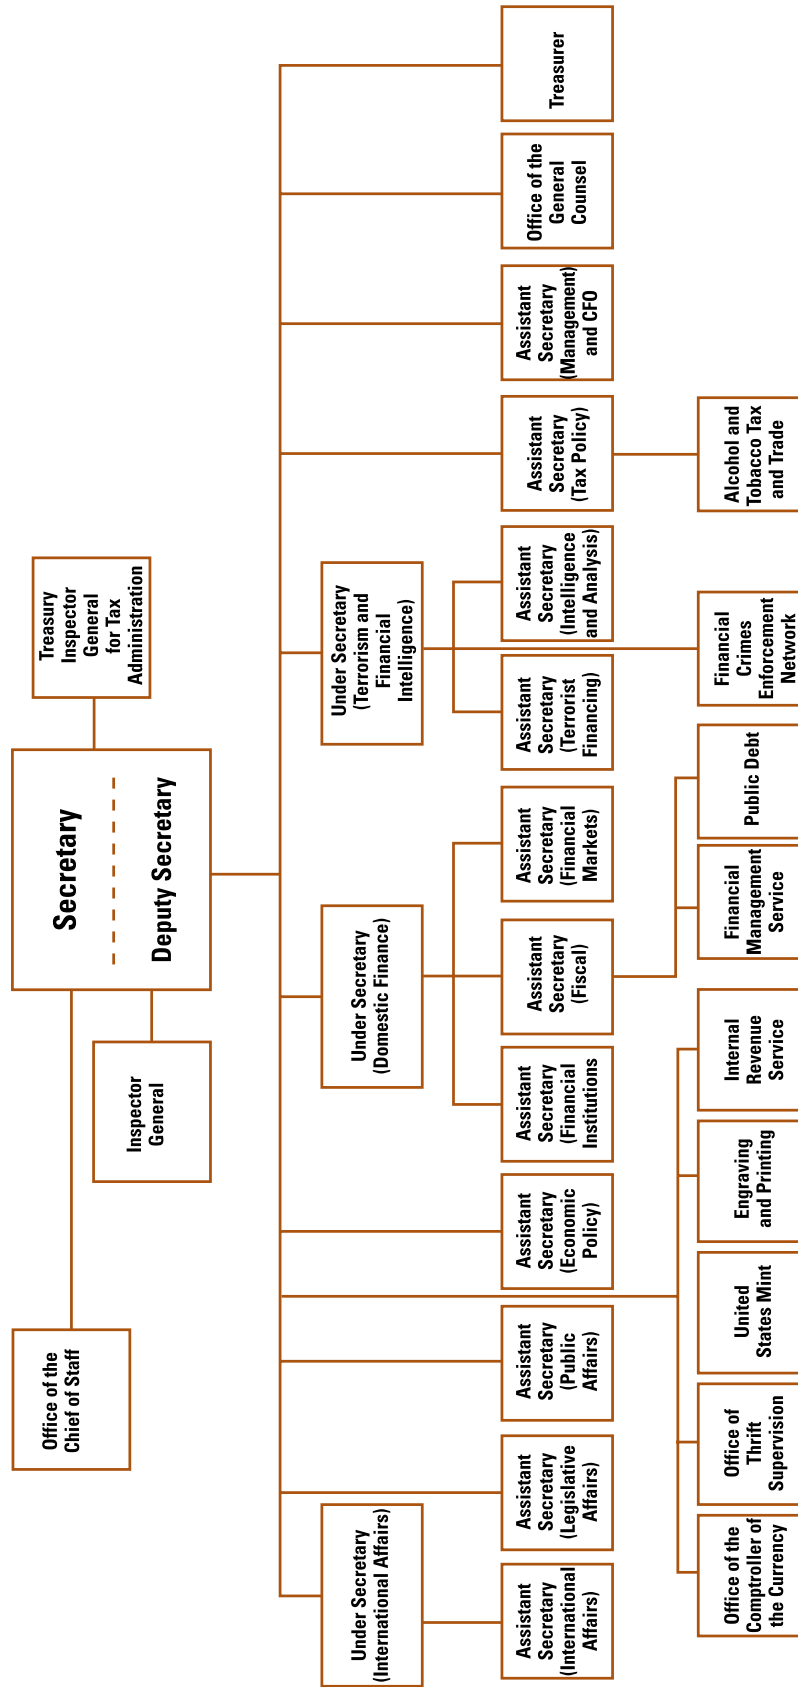 Secretary
Deputy Secretary
Office of the
Chief of Staff
Inspector
General
Treasury
Inspector
General
for Tax
Administration
Under Secretary
(International Affairs)
Under Secretary
(Domestic Finance)
Under Secretary
(Terrorism and
Financial
Intelligence)
Assistant
Secretary
(International
Affairs)
Assistant
Secretary
(Legislative
Affairs)
Assistant
Secretary
(Public
Affairs)
Assistant
Secretary
(Economic
Policy)
Assistant
Secretary
(Financial
Institutions
Assistant
Secretary
(Fiscal)
Assistant
Secretary
(Financial
Markets)
Assistant
Secretary
(Terrorist
Financing)
Assistant
Secretary
(Intelligence
and Analysis)
Assistant
Secretary
(Tax Policy)
Assistant
Secretary
(Management)
and CFO
Office of the
General
Counsel
Treasurer
Office of the
Comptroller of
the Currency
Office of
Thrift
Supervision
United
States Mint
Engraving
and Printing
Internal
Revenue
Service
Financial
Management
Service
Public Debt
Financial
Crimes
Enforcement
Network
Alcohol and
Tobacco Tax
and Trade